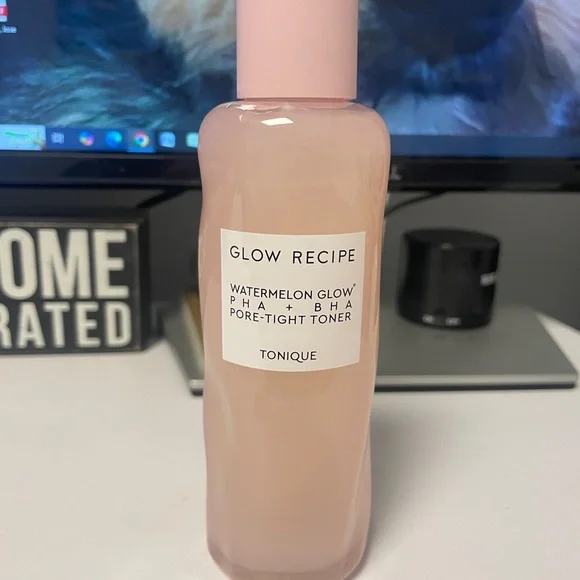 GLOW RECIPE
WATERMELON GLOW®
PHA + BHA
PORE-TIGHT TONER
TONIQUE
OME
RATED